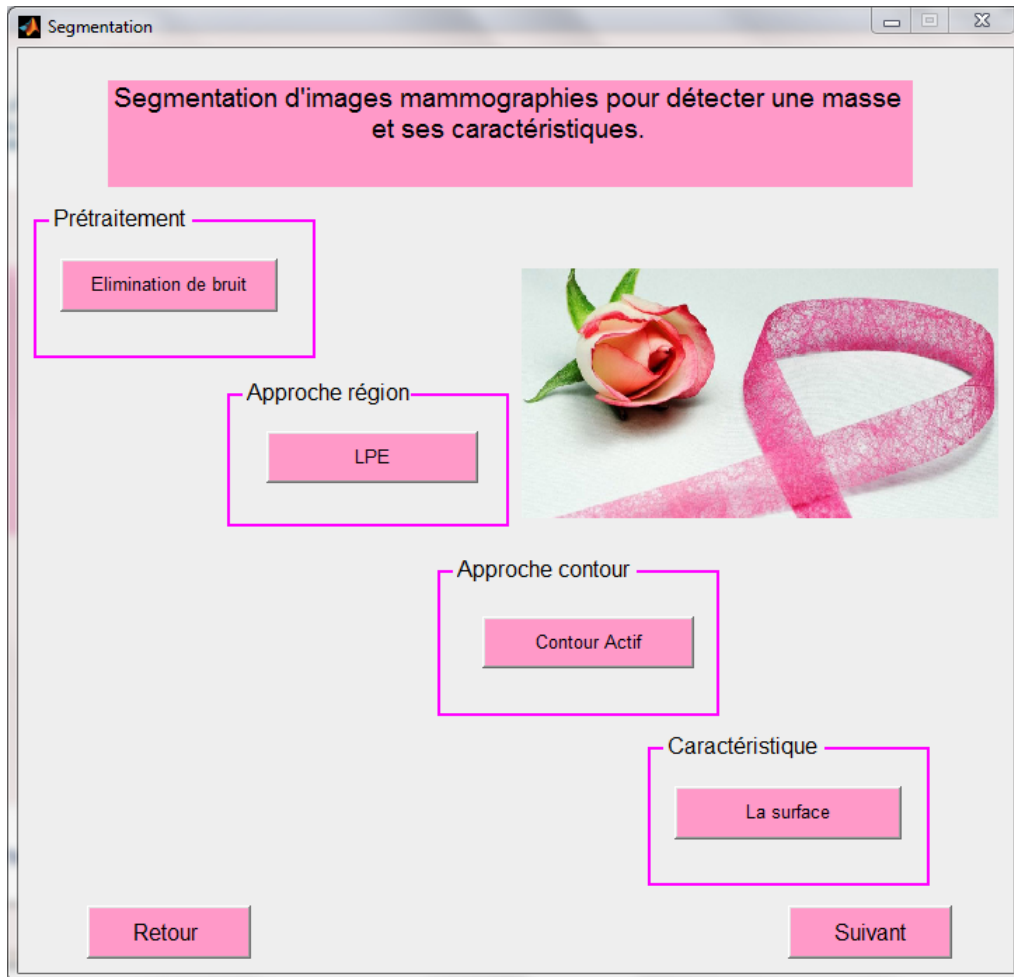 Segmentation
Segmentation d'images mammographies pour détecter une masse
et ses caractéristiques.
Prétraitement
Elimination de bruit
Approche région
LPE
Approche contour
Contour Actif
Caractéristique
La surface
Retour
Suivant